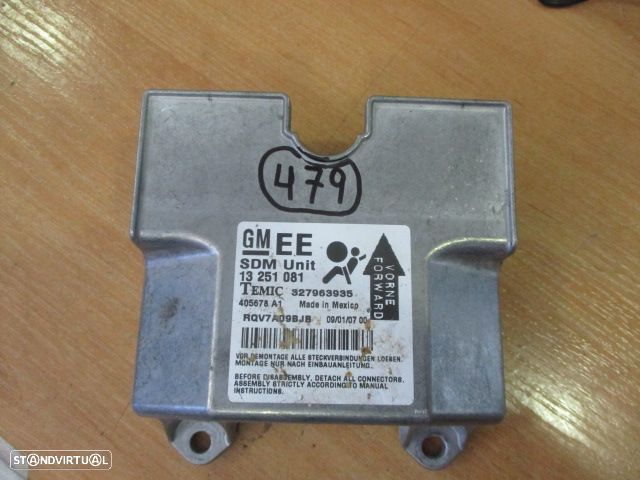 479
GM EE
SDM Unit
13 251 081
TEMIC 327963935
405678 A1 Made in Mexico
RQV7A09BJB 09/01/07 00
VORNE
FORWARD
VOR DEMONTAGE ALLE STECKVERBINDUNGEN LOESEN.
MONTAGE NUR NACH EINBAUANLEITUNG.
BEFORE DISASSEMBLY, DETACH ALL CONNECTORS.
ASSEMBLY STRICTLY ACCORDING TO MANUAL
INSTRUCTIONS.
STANDVIRTUAL